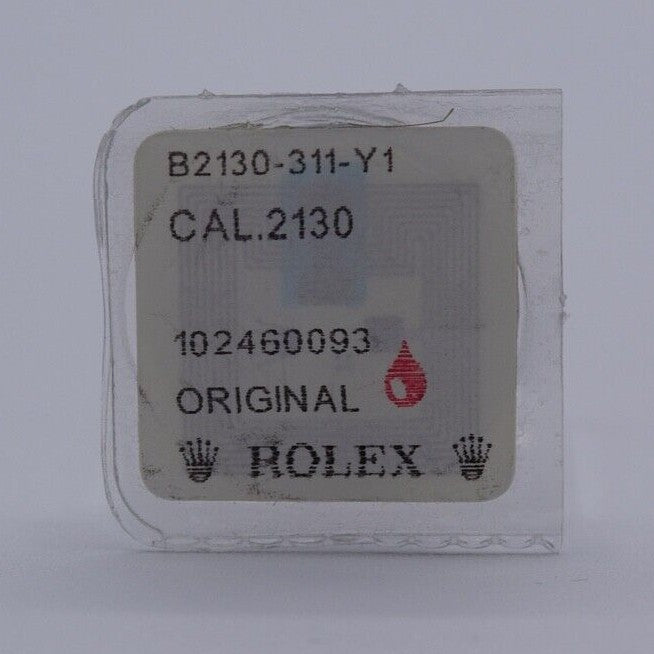 B2130-311-Y1
CAL.2130
102460093
ORIGINAL
ROLEX